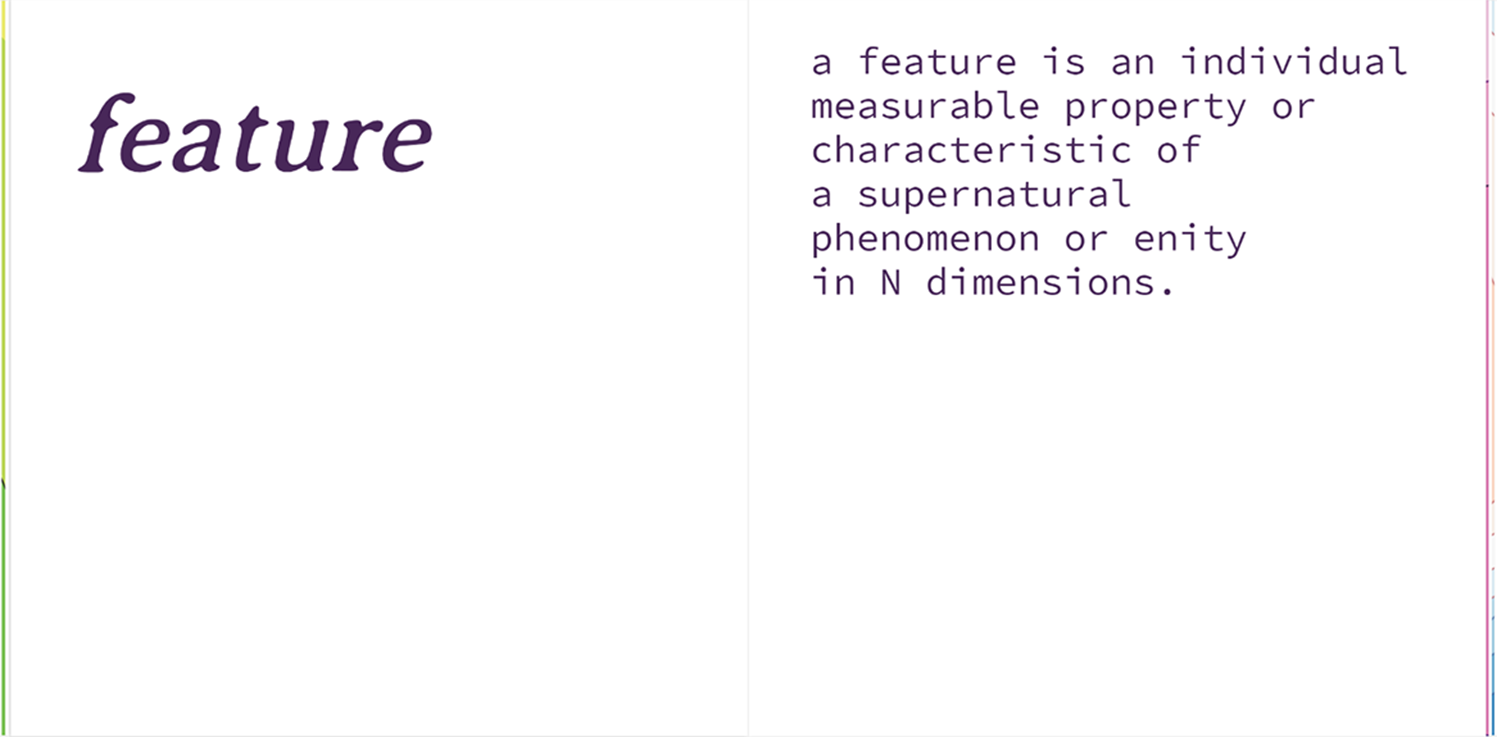 feature
a feature is an individual
measurable property or
characteristic of
a supernatural
phenomenon or enity
in N dimensions.